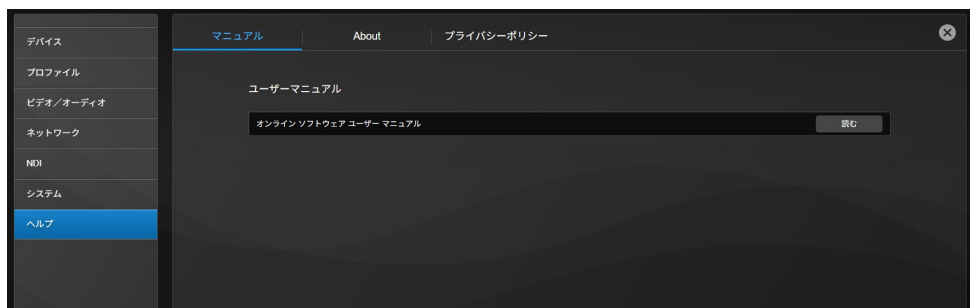 デバイス
プロファイル
ビデオ／オーディオ
ネットワーク
NDI
システム
ヘルプ
マニュアル About プライバシーポリシー
ユーザーマニュアル
オンライン ソフトウェア ユーザー マニュアル 読む